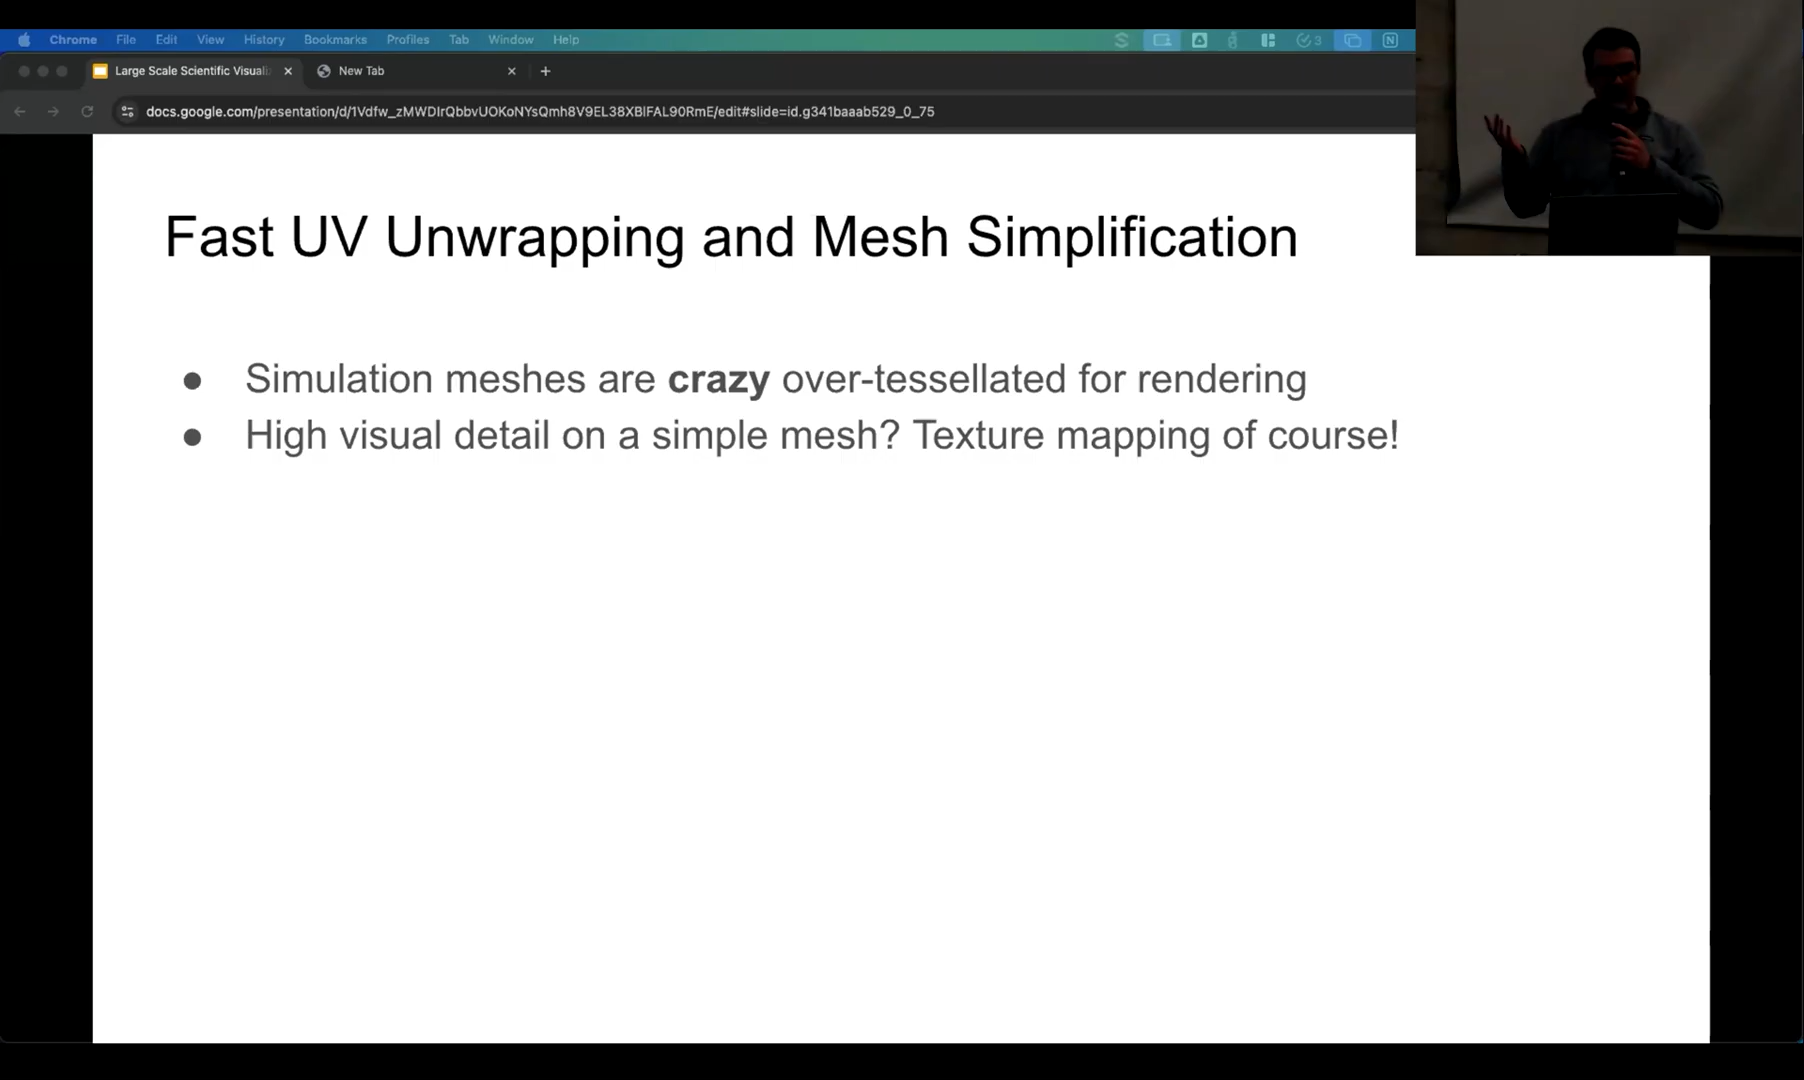 Chrome File Edit View History Bookmarks Profiles Tab Window Help 3
Large Scale Scientific Visuali New Tab
docs.google.com/presentation/d/1Vdfw_zMWDIrQbbvUOKoNYsQmh8V9EL38XBlFAL90RmE/edit#slide=id.g341baaab529_0_75
Fast UV Unwrapping and Mesh Simplification
● Simulation meshes are crazy over-tessellated for rendering
● High visual detail on a simple mesh? Texture mapping of course!